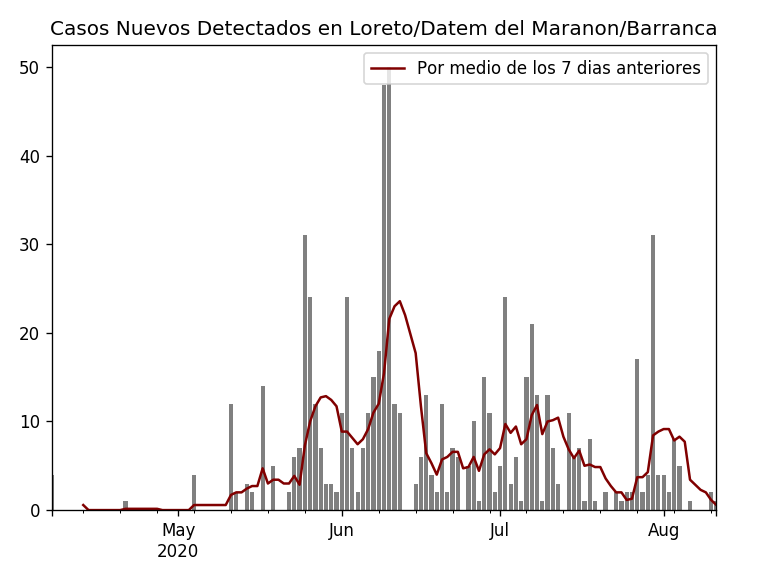 Casos Nuevos Detectados en Loreto/Datem del Maranon/Barranca
Por medio de los 7 dias anteriores
50
40
30
20
10
0
May Jun Jul Aug
2020